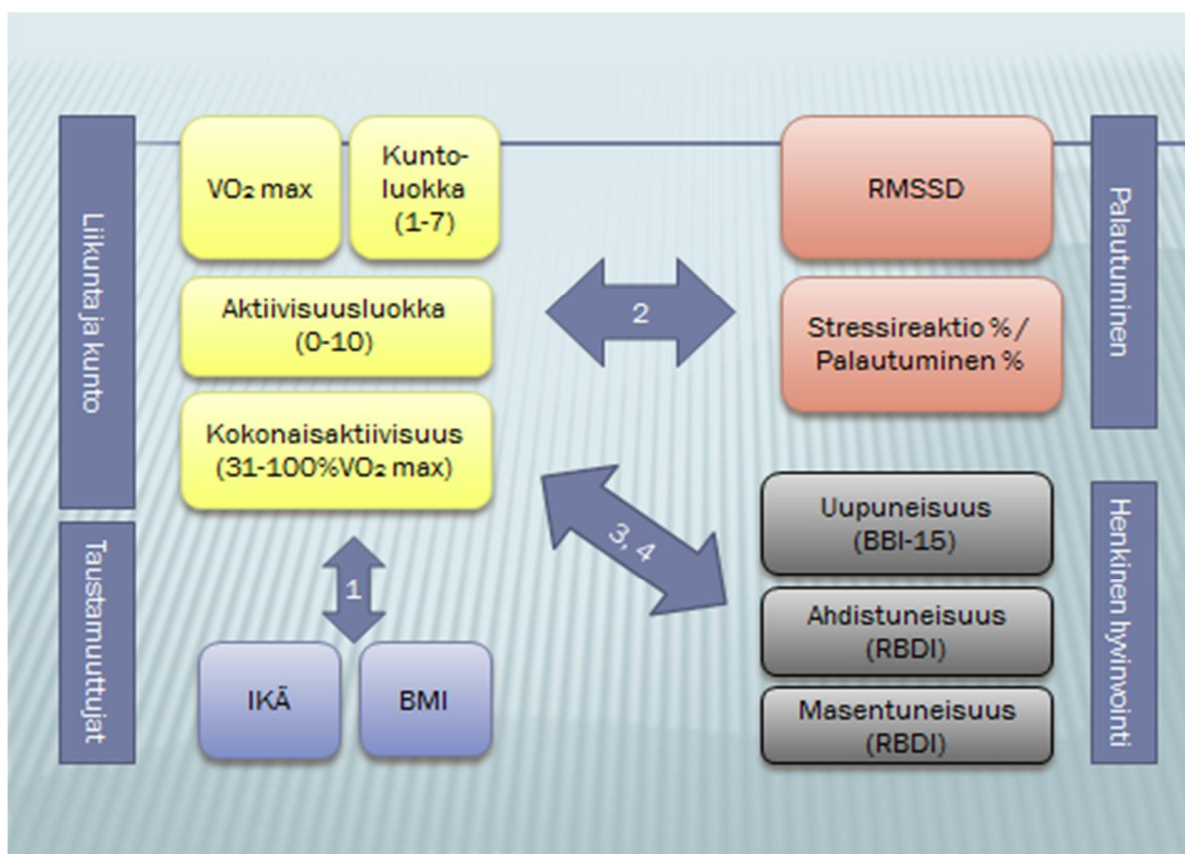 Liikunta ja kunto
VO₂ max
Kunto-
luokka
(1-7)
Aktiivisuusluokka
(0-10)
Kokonaisaktiivisuus
(31-100%VO₂ max)
2
RMSSD
Stressireaktio % /
Palautuminen %
Palautuminen
Taustamuuttujat
1
IKÄ
BMI
3, 4
Uupuneisuus
(BBI-15)
Ahdistuneisuus
(RBDI)
Masentuneisuus
(RBDI)
Henkinen hyvinvointi